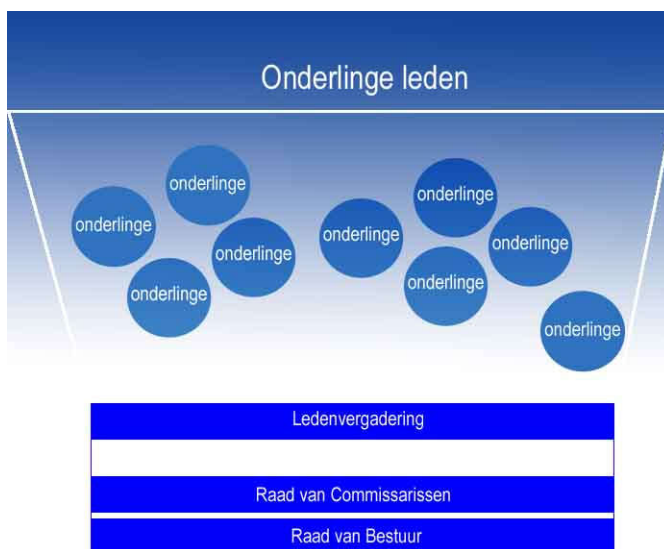 Onderlinge leden
onderlinge
onderlinge
onderlinge
onderlinge
onderlinge
onderlinge
onderlinge
onderlinge
onderlinge
Ledenvergadering
Raad van Commissarissen
Raad van Bestuur